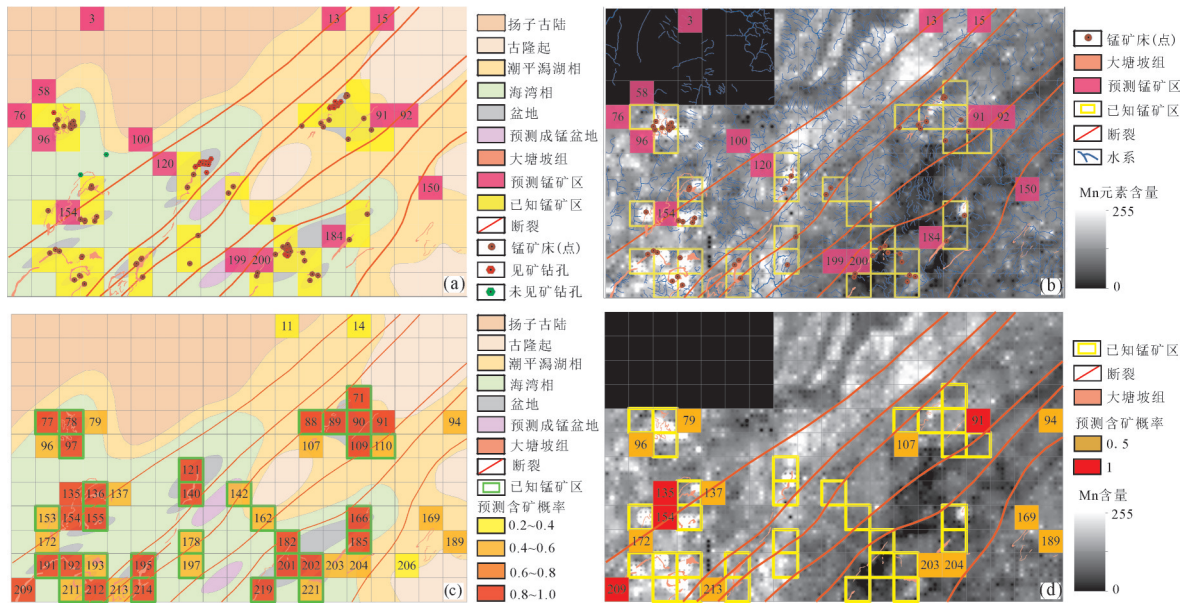 3 13 15
58
76 91 92
96 100
120
150
154
184
199 200
(a)
扬子古陆
古隆起
潮平潟湖相
海湾相
盆地
预测成锰盆地
大塘坡组
预测锰矿区
已知锰矿区
断裂
锰矿床(点)
见矿钻孔
未见矿钻孔
3 13 15
58
76 91 92
96 100
120
150
154
184
199 200
(b)
锰矿床(点)
大塘坡组
预测锰矿区
已知锰矿区
断裂
水系
Mn元素含量
255
0
11 14
71
77 78 79 88 89 90 91 94
96 97 107 109 110
121
135 136 137 140 142
153 154 155 162 166 169
172 178 182 185 189
191 192 193 195 197 201 202 203 204 206
209 211 212 213 214 219 221
(c)
扬子古陆
古隆起
潮平潟湖相
海湾相
盆地
预测成锰盆地
大塘坡组
断裂
已知锰矿区
预测含矿概率
0.2~0.4
0.4~0.6
0.6~0.8
0.8~1.0
79 91 94
96 107
135 137
154 169
172 189
203 204
209 213
(d)
已知锰矿区
断裂
大塘坡组
预测含矿概率
0.5
1
Mn含量
255
0